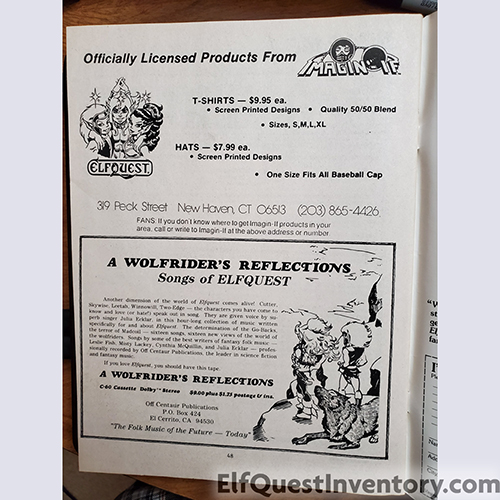 Officially Licensed Products From
IMAGIN-IT
T-SHIRTS — $9.95 ea.
• Screen Printed Designs • Quality 50/50 Blend
• Sizes, S,M,L,XL
HATS — $7.99 ea.
• Screen Printed Designs
• One Size Fits All Baseball Cap
ELFQUEST
319 Peck Street New Haven, CT 06513 (203) 865-4426
FANS: If you don't know where to get Imagin-It products in your
area, call or write to Imagin-It at the above address or number.
A WOLFRIDER'S REFLECTIONS
Songs of ELFQUEST
Another dimension of the world of Elfquest comes alive! Cutter,
Skywise, Leetah, Winnowill, Two-Edge — the characters you have come to
know and love (or hate!) speak out in song. They are given voice by su-
perb singer Julia Ecklar in this hour-long collection of music written
specifically for and about Elfquest. The determination of the Go-Backs,
the terror of Madcoil — sixteen songs, sixteen new views of the world of
the wolfriders. Songs by some of the best writers of fantasy folk music —
Leslie Fish, Mercy Lackey, Cynthia McQuillin, and Julia Ecklar — profes-
sionally recorded by Off Centaur Publications, the leader in science fiction
and fantasy music.
If you love Elfquest, you should have this tape.
A WOLFRIDER'S REFLECTIONS
C-60 Cassette Dolby™ Stereo $9.00 plus $1.75 postage & ins.
Off Centaur Publications
P.O. Box 424
El Cerrito, CA 94530
"The Folk Music of the Future — Today"
48
ElfQuestInventory.com